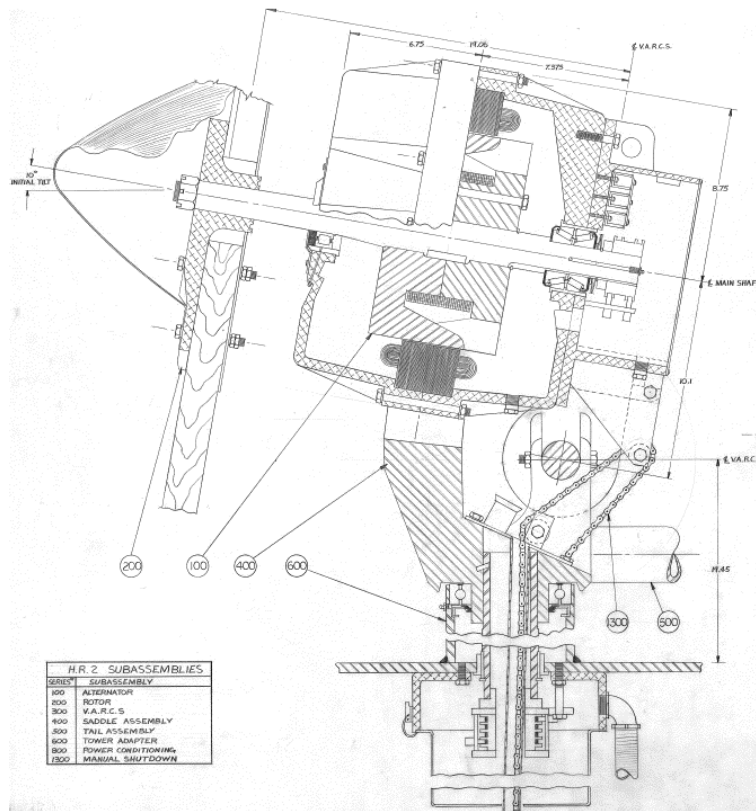 19.06
℄ V.A.R.C.S.
6.75
7.375
10°
INITIAL TILT
8.75
℄ MAIN SHAF
10.1
℄ V.A.R.C
19.45
200
100
400
600
1300
500
H.R. 2 SUBASSEMBLIES
SERIES# SUBASSEMBLY
100 ALTERNATOR
200 ROTOR
300 V.A.R.C.S
400 SADDLE ASSEMBLY
500 TAIL ASSEMBLY
600 TOWER ADAPTER
800 POWER CONDITIONING
1300 MANUAL SHUTDOWN